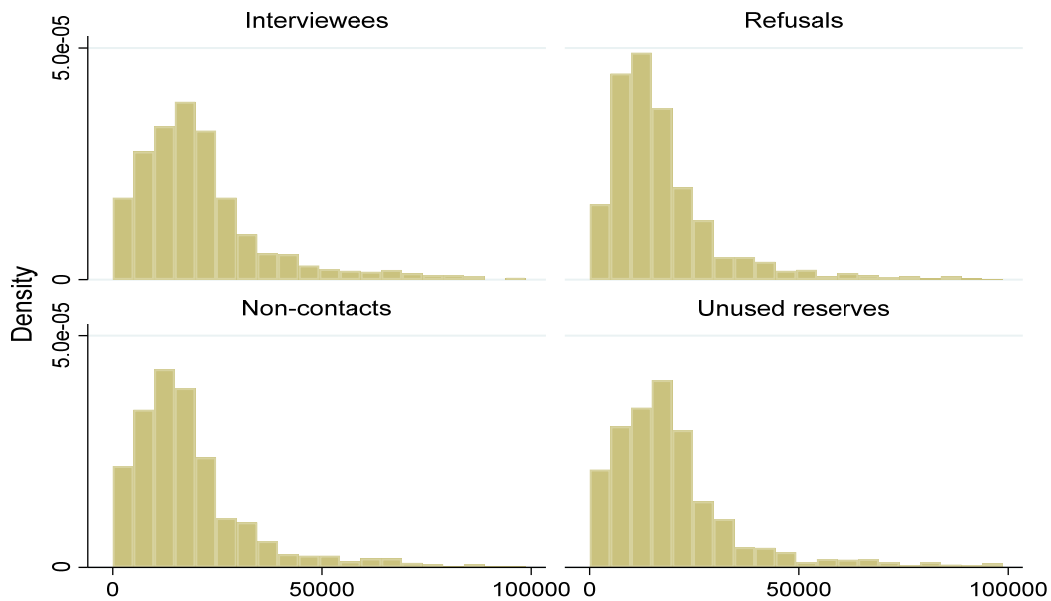 Interviewees
Refusals
5.0e-05
0
Non-contacts
Unused reserves
5.0e-05
0
Density
0
50000
100000
0
50000
100000